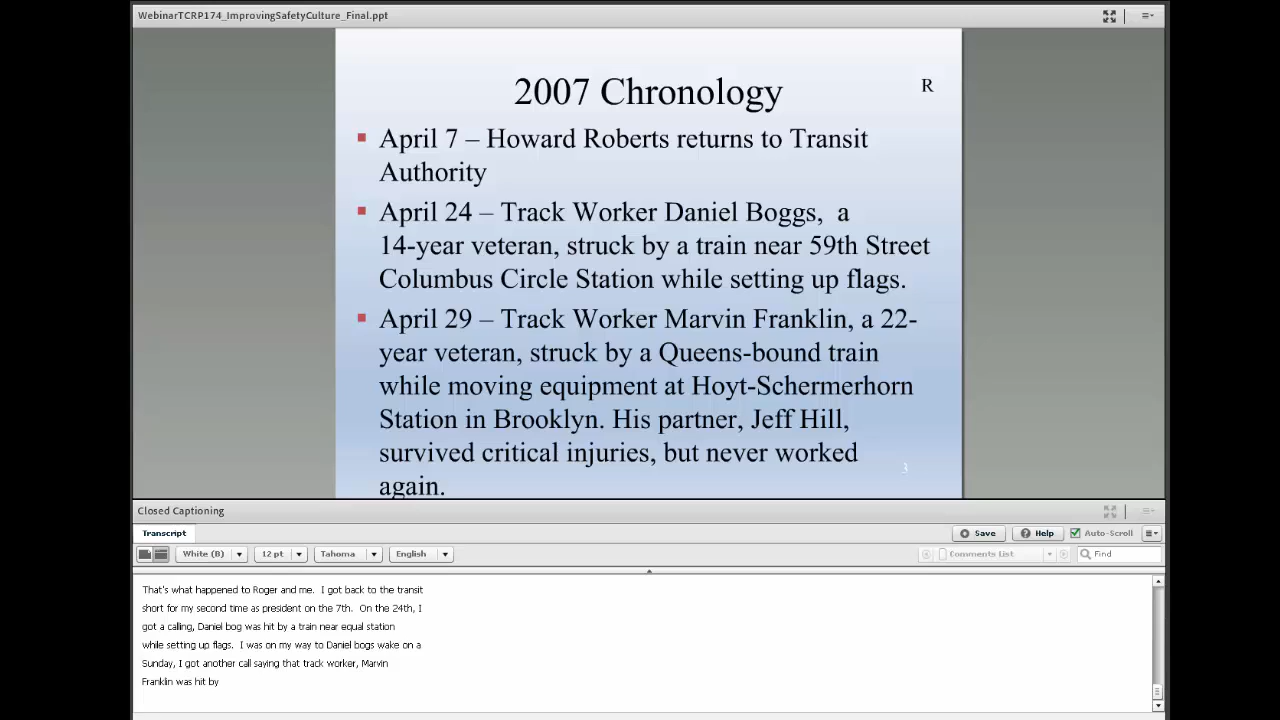 WebinarTCRP174_ImprovingSafetyCulture_Final.ppt
2007 Chronology
R
April 7 – Howard Roberts returns to Transit
Authority
April 24 – Track Worker Daniel Boggs, a
14-year veteran, struck by a train near 59th Street
Columbus Circle Station while setting up flags.
April 29 – Track Worker Marvin Franklin, a 22-
year veteran, struck by a Queens-bound train
while moving equipment at Hoyt-Schermerhorn
Station in Brooklyn. His partner, Jeff Hill,
survived critical injuries, but never worked
again.
3
Closed Captioning
Transcript
Save Help Auto-Scroll
White (B) 12 pt Tahoma English Comments List Find
That's what happened to Roger and me. I got back to the transit
short for my second time as president on the 7th. On the 24th, I
got a calling, Daniel bog was hit by a train near equal station
while setting up flags. I was on my way to Daniel bogs wake on a
Sunday, I got another call saying that track worker, Marvin
Franklin was hit by